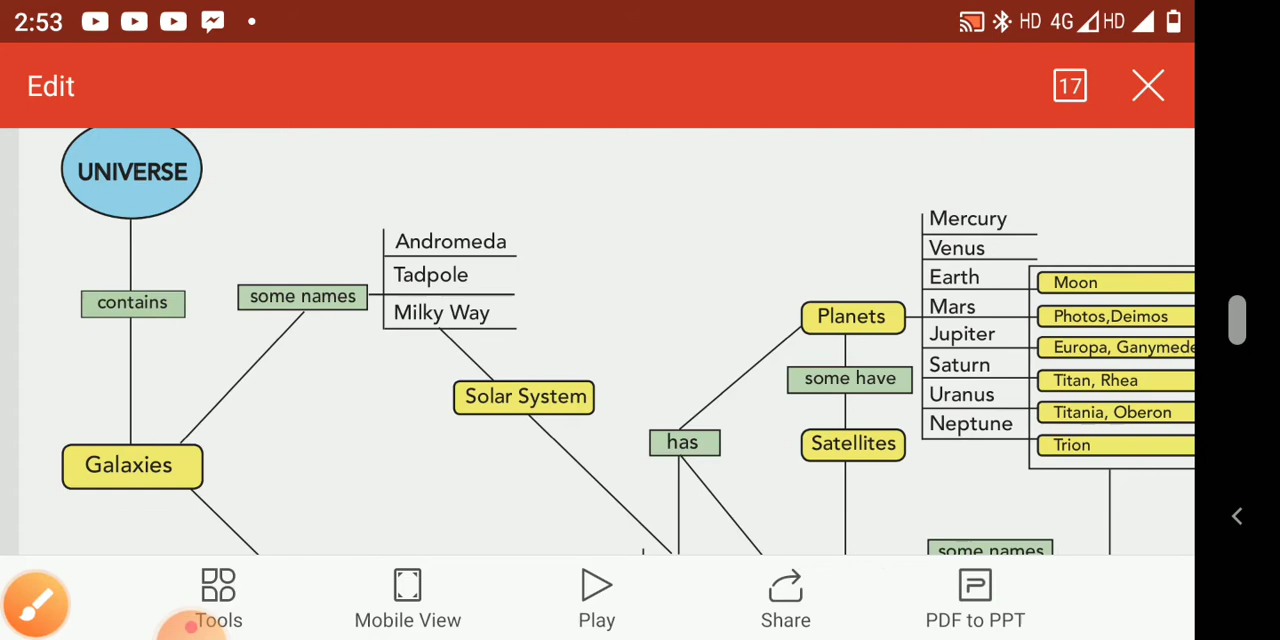 2:53 HD 4G HD
Edit 17
UNIVERSE
contains
some names
Andromeda
Tadpole
Milky Way
Solar System
Galaxies
has
Planets
some have
Satellites
Mercury
Venus
Earth
Mars
Jupiter
Saturn
Uranus
Neptune
Moon
Photos,Deimos
Europa, Ganymede
Titan, Rhea
Titania, Oberon
Trion
some names
Tools
Mobile View
Play
Share
PDF to PPT